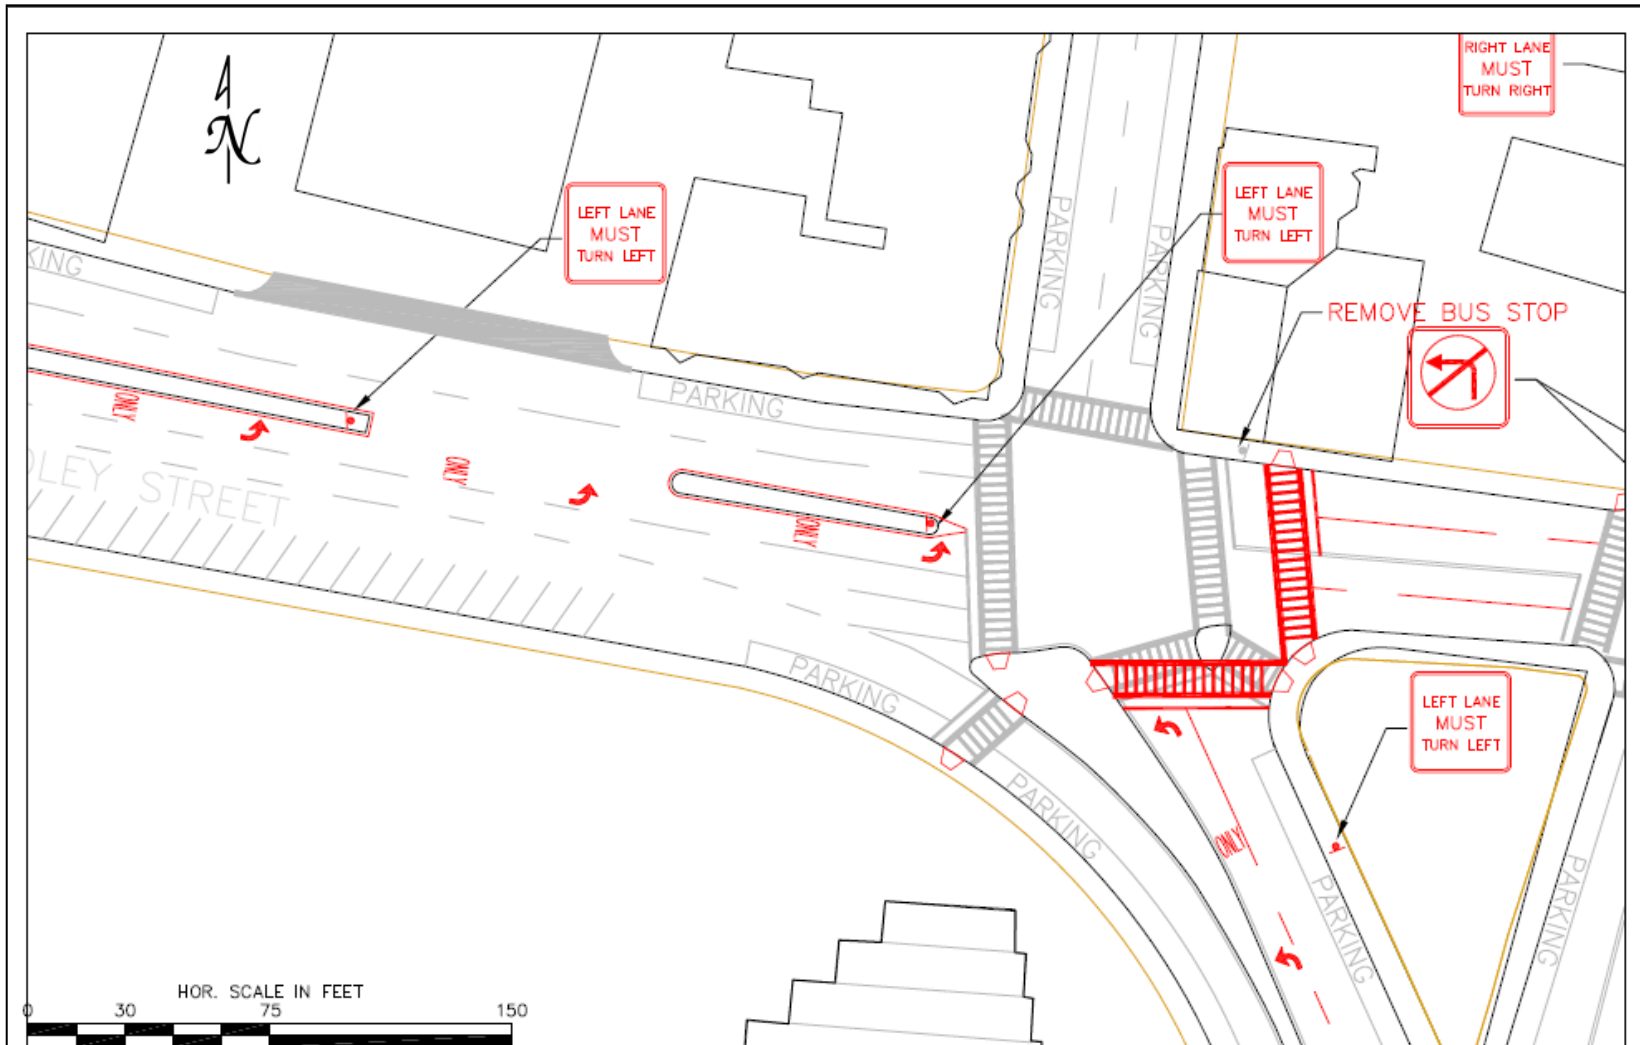 RIGHT LANE
MUST
TURN RIGHT
N
LEFT LANE
MUST
TURN LEFT
LEFT LANE
MUST
TURN LEFT
PARKING
PARKING
KING
REMOVE BUS STOP
PARKING
ONLY
ONLY
DLEY STREET
ONLY
PARKING
LEFT LANE
MUST
TURN LEFT
PARKING
ONLY
PARKING
PARKING
HOR. SCALE IN FEET
0 30 75 150